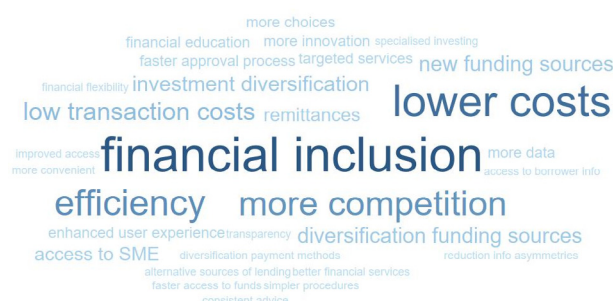 more choices
financial education more innovation specialised investing
faster approval process targeted services new funding sources
financial flexibility investment diversification
lower costs
low transaction costs remittances
financial inclusion
improved access more data
more convenient access to borrower info
efficiency more competition
enhanced user experience transparency diversification funding sources
access to SME diversification payment methods reduction info asymmetries
alternative sources of lending better financial services
faster access to funds simpler procedures
consistent advice